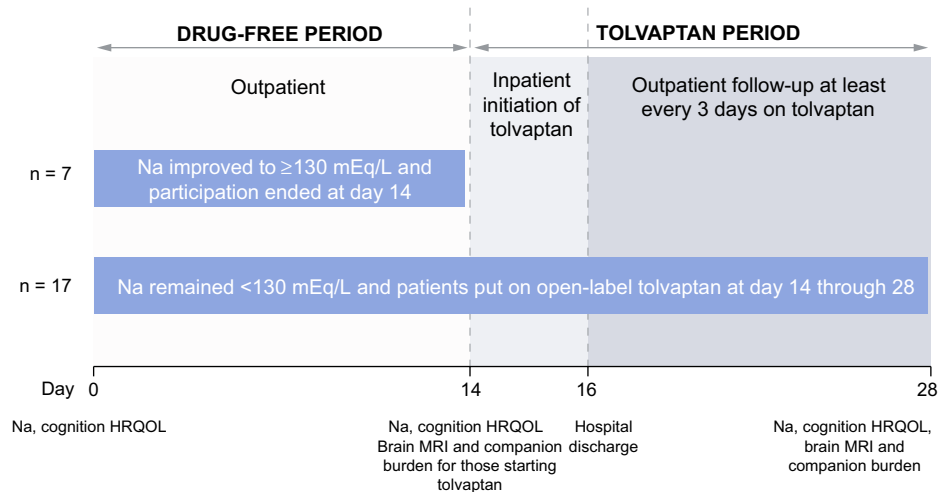 DRUG-FREE PERIOD
TOLVAPTAN PERIOD
Outpatient
Inpatient
initiation of
tolvaptan
Outpatient follow-up at least
every 3 days on tolvaptan
n = 7
Na improved to ≥130 mEq/L and
participation ended at day 14
n = 17
Na remained <130 mEq/L and patients put on open-label tolvaptan at day 14 through 28
Day 0 14 16 28
Na, cognition HRQOL
Na, cognition HRQOL
Brain MRI and companion
burden for those starting
tolvaptan
Hospital
discharge
Na, cognition HRQOL,
brain MRI and
companion burden